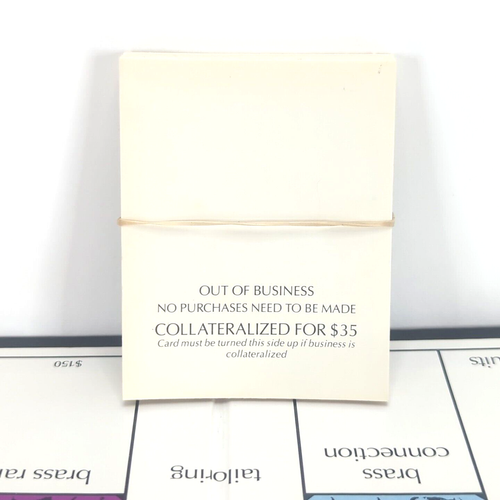 OUT OF BUSINESS
NO PURCHASES NEED TO BE MADE
COLLATERALIZED FOR $35
Card must be turned this side up if business is
collateralized
$150
brass
tailoring
brass
connection